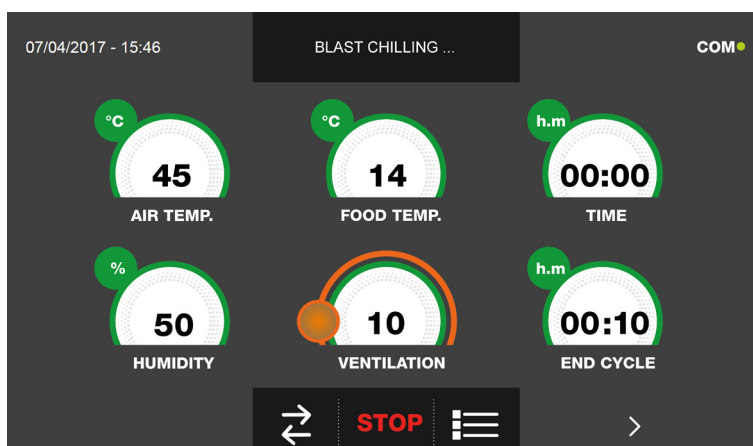 07/04/2017 - 15:46
BLAST CHILLING ...
COM
°C
°C
h.m
45
14
00:00
AIR TEMP.
FOOD TEMP.
TIME
%
h.m
50
10
00:10
HUMIDITY
VENTILATION
END CYCLE
STOP